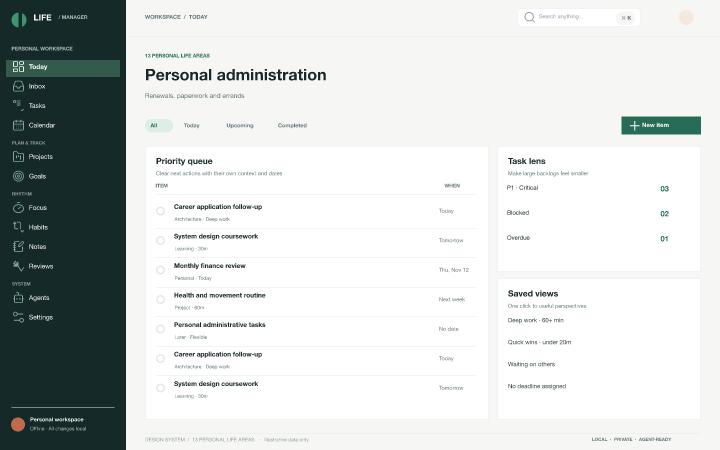 LIFE / MANAGER
PERSONAL WORKSPACE
Today
Inbox
Tasks
Calendar
PLAN & TRACK
Projects
Goals
RHYTHM
Focus
Habits
Notes
Reviews
SYSTEM
Agents
Settings
Personal workspace
Offline · All changes local
WORKSPACE / TODAY
Search anything...
⌘ K
13 PERSONAL LIFE AREAS
Personal administration
Renewals, paperwork and errands
All Today Upcoming Completed
New item
Priority queue
Clear next actions with their own context and dates
ITEM WHEN
Career application follow-up
Architecture · Deep work
Today
System design coursework
Learning · 30m
Tomorrow
Monthly finance review
Personal · Today
Thu, Nov 12
Health and movement routine
Project · 60m
Next week
Personal administrative tasks
Later · Flexible
No date
Career application follow-up
Architecture · Deep work
Today
System design coursework
Learning · 30m
Tomorrow
Task lens
Make large backlogs feel smaller
P1 · Critical 03
Blocked 02
Overdue 01
Saved views
One click to useful perspectives
Deep work · 60+ min
Quick wins · under 20m
Waiting on others
No deadline assigned
DESIGN SYSTEM / 13 PERSONAL LIFE AREAS · Illustrative data only
LOCAL · PRIVATE · AGENT-READY